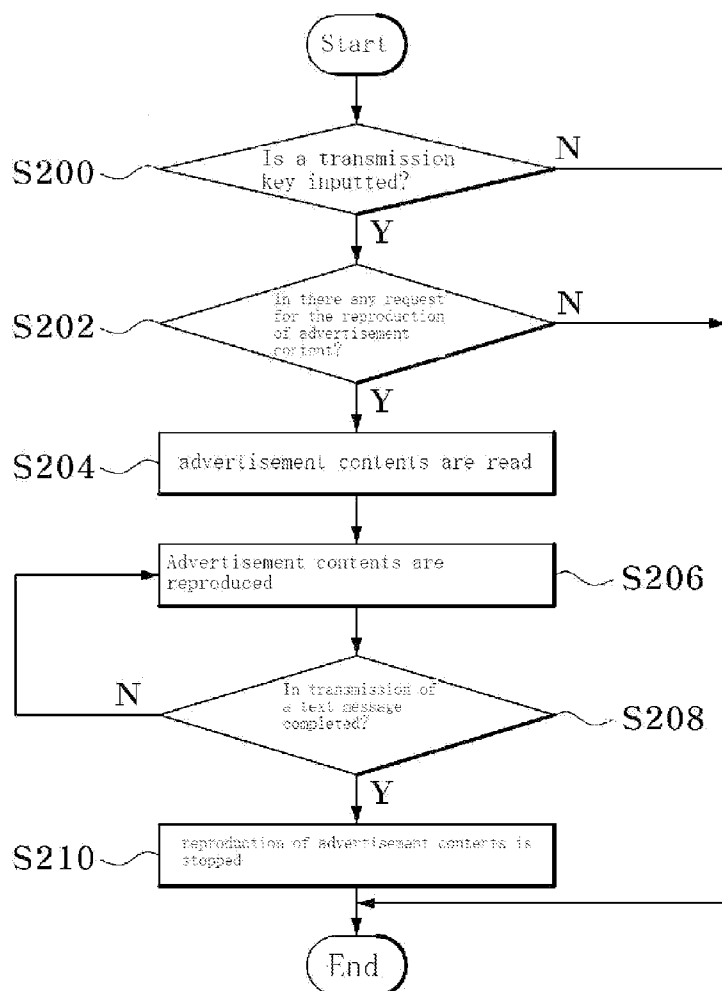 Start
S200
Is a transmission
key inputted?
N
Y
S202
In there any request
for the reproduction
of advertisement
content?
N
Y
S204
advertisement contents are read
Advertisement contents are
reproduced
S206
In transmission of
a text message
completed?
N
S208
Y
S210
reproduction of advertisement contents is
stopped
End